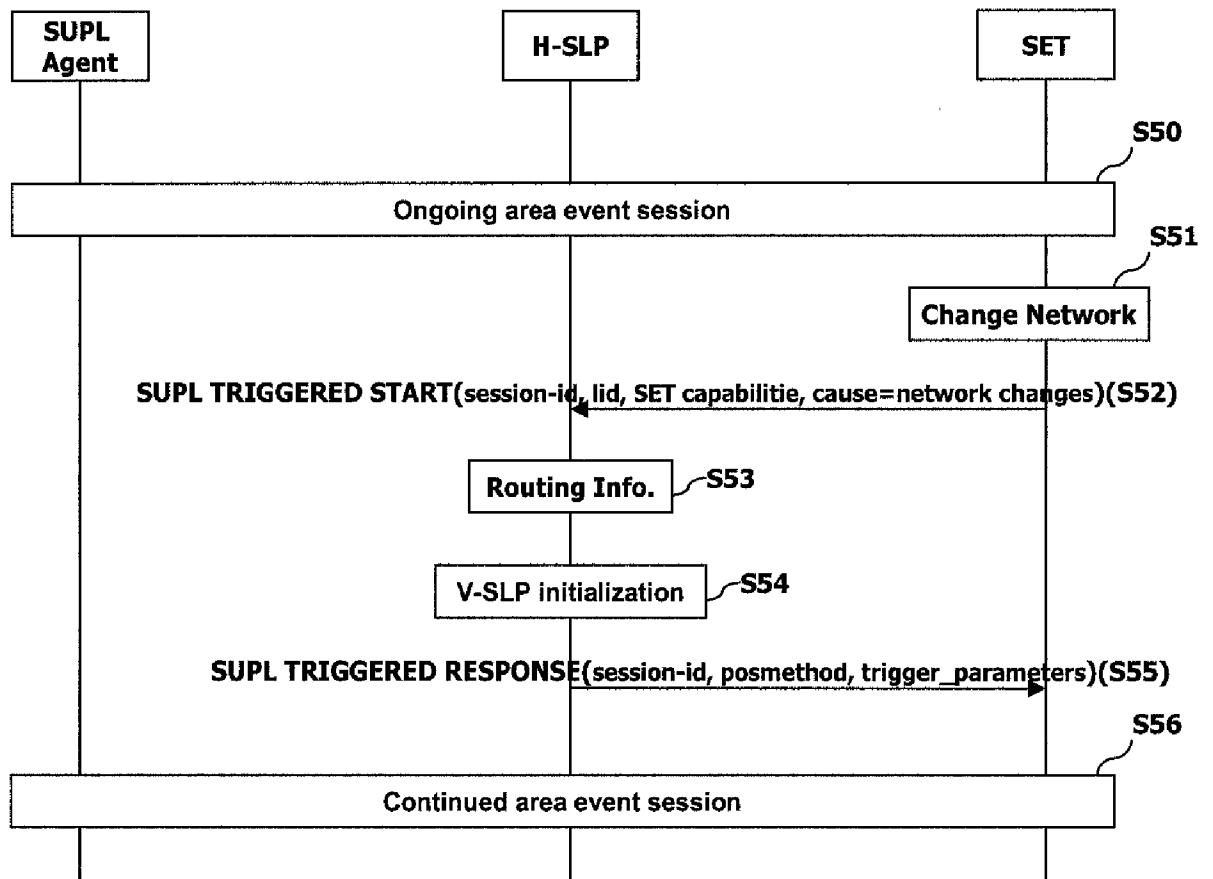 SUPL
Agent
H-SLP
SET
S50
Ongoing area event session
S51
Change Network
SUPL TRIGGERED START(session-id, lid, SET capabilitie, cause=network changes)(S52)
Routing Info.
S53
V-SLP initialization
S54
SUPL TRIGGERED RESPONSE(session-id, posmethod, trigger_parameters)(S55)
S56
Continued area event session